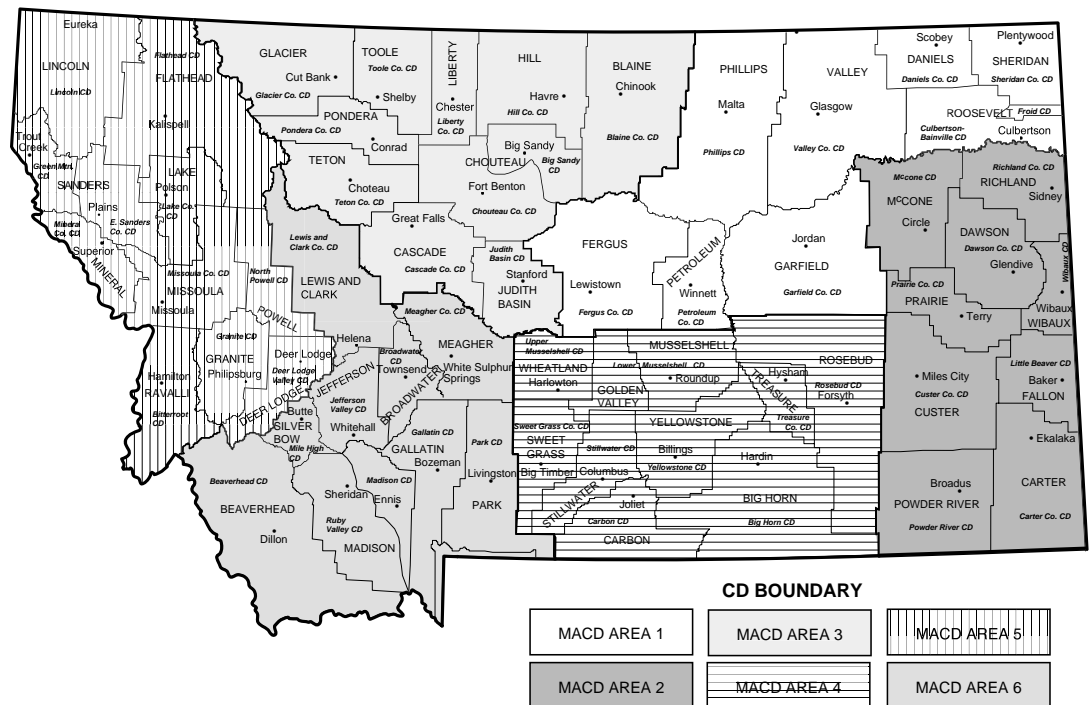 Eureka
LINCOLN
Lincoln CD
Flathead CD
FLATHEAD
Kalispell
Trout
Creek
Green Mtn.
CD
SANDERS
Plains
E. Sanders
Co. CD
Mineral
Co. CD
Superior
MINERAL
LAKE
Polson
Lake Co.
CD
Missoula Co. CD
MISSOULA
Missoula
North
Powell CD
POWELL
Granite CD
GRANITE
Philipsburg
Deer Lodge
Deer Lodge
Valley CD
DEER LODGE
Hamilton
RAVALLI
Bitterroot
CD
GLACIER
Cut Bank
Glacier Co. CD
TOOLE
Toole Co. CD
Shelby
LIBERTY
Chester
Liberty
Co. CD
HILL
Havre
Hill Co. CD
BLAINE
Chinook
Blaine Co. CD
PONDERA
Pondera Co. CD
Conrad
TETON
Choteau
Teton Co. CD
Big Sandy
CHOUTEAU
Big Sandy
CD
Fort Benton
Chouteau Co. CD
Great Falls
CASCADE
Cascade Co. CD
Judith
Basin CD
Stanford
JUDITH
BASIN
Lewis and
Clark Co. CD
LEWIS AND
CLARK
Helena
PHILLIPS
Malta
Phillips CD
VALLEY
Glasgow
Valley Co. CD
Scobey
DANIELS
Daniels Co. CD
Plentywood
SHERIDAN
Sheridan Co. CD
ROOSEVELT
Froid CD
Culbertson-
Bainville CD
Culbertson
FERGUS
Lewistown
Fergus Co. CD
PETROLEUM
Winnett
Petroleum
Co. CD
Jordan
GARFIELD
Garfield Co. CD
Mccone CD
McCONE
Circle
Richland Co. CD
RICHLAND
Sidney
DAWSON
Dawson Co. CD
Glendive
Wibaux CD
Wibaux
WIBAUX
Prairie Co. CD
PRAIRIE
Terry
Meagher Co. CD
MEAGHER
White Sulphur
Springs
Broadwater
CD
Townsend
BROADWATER
JEFFERSON
Jefferson
Valley CD
Whitehall
Butte
SILVER
BOW
Mile High
CD
Gallatin CD
GALLATIN
Bozeman
Park CD
Livingston
PARK
Beaverhead CD
BEAVERHEAD
Dillon
Sheridan
Ruby
Valley CD
Madison CD
Ennis
MADISON
Upper
Musselshell CD
WHEATLAND
Harlowton
Lower Musselshell CD
MUSSELSHELL
Roundup
GOLDEN
VALLEY
Sweet Grass Co. CD
SWEET
GRASS
Big Timber
Stillwater CD
Columbus
STILLWATER
YELLOWSTONE
Billings
Yellowstone CD
Joliet
Carbon CD
CARBON
ROSEBUD
Hysham
Rosebud CD
Forsyth
TREASURE
Treasure
Co. CD
Hardin
BIG HORN
Big Horn CD
Miles City
Custer Co. CD
CUSTER
Little Beaver CD
Baker
FALLON
Ekalaka
CARTER
Carter Co. CD
Broadus
POWDER RIVER
Powder River CD
CD BOUNDARY
MACD AREA 1
MACD AREA 3
MACD AREA 5
MACD AREA 2
MACD AREA 4
MACD AREA 6